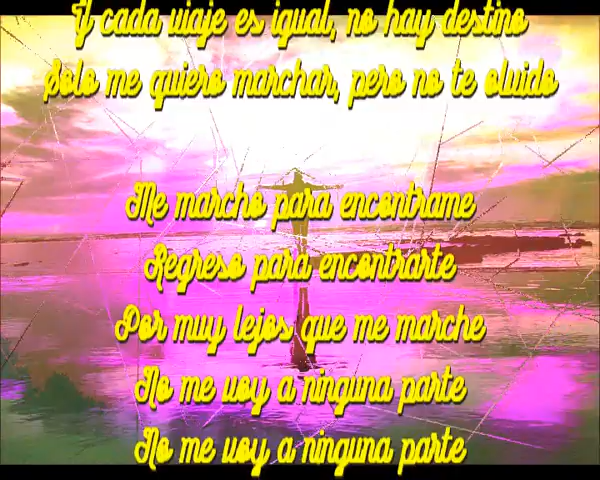 Y cada viaje es igual, no hay destino
Solo me quiero marchar, pero no te olvido
Me marcho para encontrame
Regreso para encontrarte
Por muy lejos que me marche
No me voy a ninguna parte
No me voy a ninguna parte